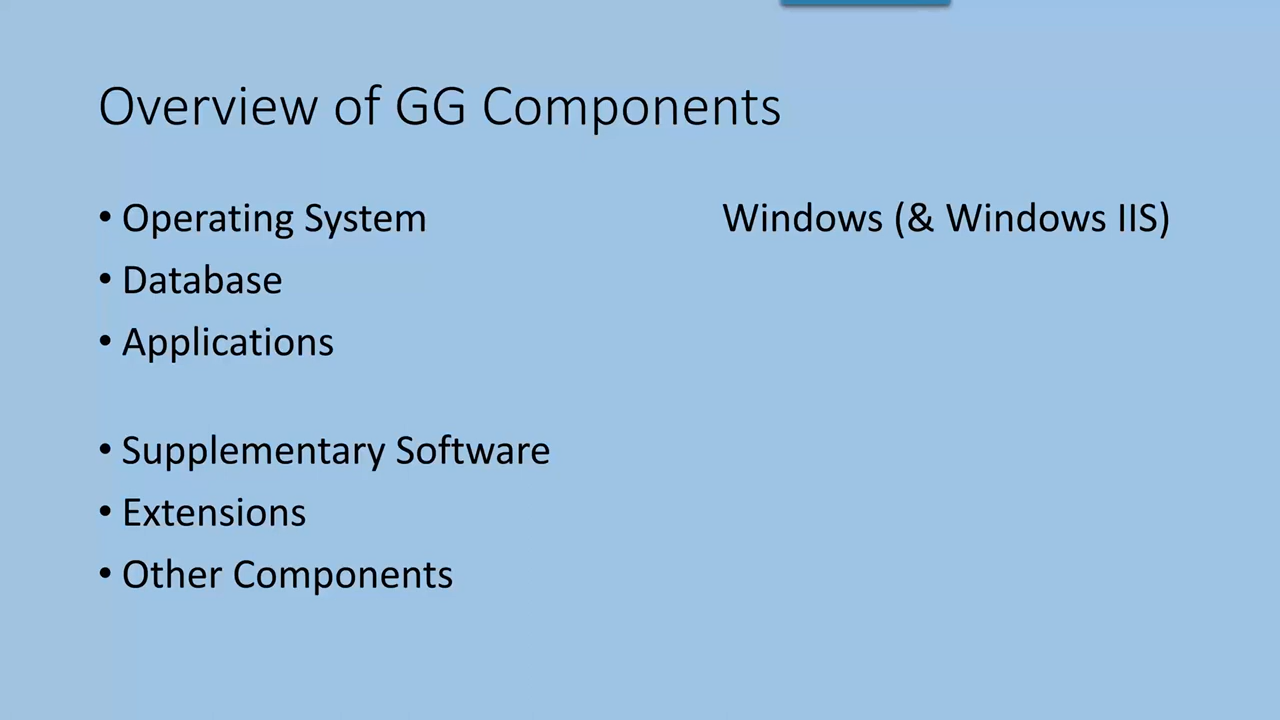 Overview of GG Components
• Operating System Windows (& Windows IIS)
• Database
• Applications
• Supplementary Software
• Extensions
• Other Components